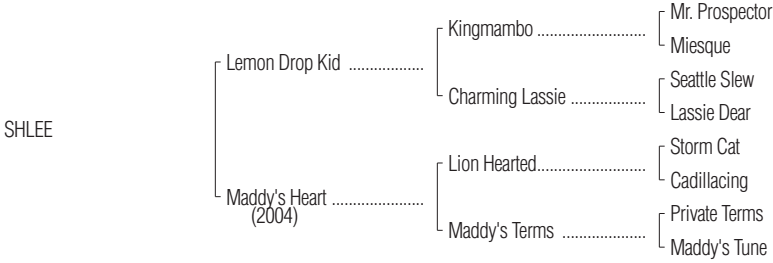 Mr. Prospector
Kingmambo ..........................
Miesque
Lemon Drop Kid ..................
Seattle Slew
Charming Lassie ..................
Lassie Dear
SHLEE
Storm Cat
Lion Hearted..........................
Cadillacing
Maddy's Heart ......................
(2004)
Private Terms
Maddy's Terms ....................
Maddy's Tune